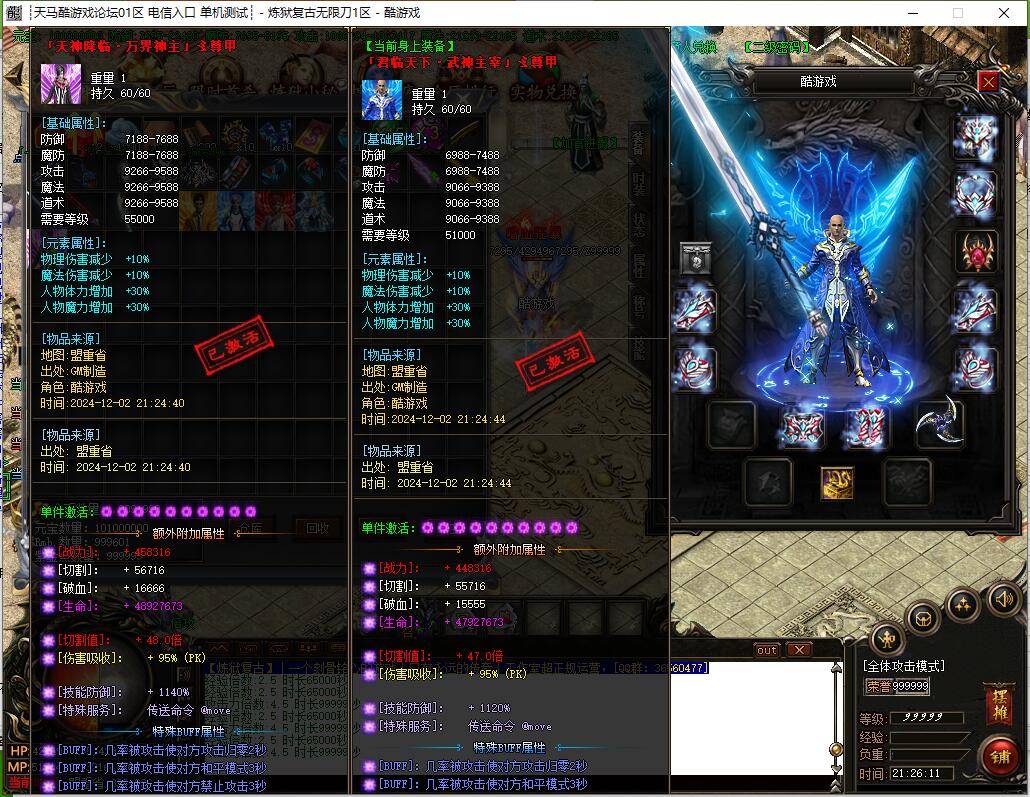 天马酷游戏论坛01区 电信入口 单机测试 - 炼狱复古无限刀1区 - 酷游戏
『天神降临·万界神主』〻尊甲
重量 1
持久 60/60
[基础属性]:
防御 7188-7688
魔防 7188-7688
攻击 9266-9588
魔法 9266-9588
道术 9266-9588
需要等级 55000
[元素属性]:
物理伤害减少 +10%
魔法伤害减少 +10%
人物体力增加 +30%
人物魔力增加 +30%
[物品来源]
地图:盟重省
出处:GM制造
角色:酷游戏
时间:2024-12-02 21:24:40
已激活
[物品来源]
出处: 盟重省
时间: 2024-12-02 21:24:40
单件激活:
额外附加属性
[战力]: + 458316
[切割]: + 56716
[破血]: + 16666
[生命]: + 48927673
[切割值]: + 48.0倍
[伤害吸收]: + 95% (PK)
[技能防御]: + 1140%
[特殊服务]: 传送命令 @move
特殊BUFF属性
[BUFF]:几率被攻击使对方攻击归零2秒
[BUFF]:几率被攻击使对方和平模式3秒
[BUFF]:几率被攻击使对方禁止攻击3秒
【当前身上装备】
『君临天下·武神主宰』〻尊甲
重量 1
持久 60/60
[基础属性]:
防御 6988-7488
魔防 6988-7488
攻击 9066-9388
魔法 9066-9388
道术 9066-9388
需要等级 51000
[元素属性]:
物理伤害减少 +10%
魔法伤害减少 +10%
人物体力增加 +30%
人物魔力增加 +30%
[物品来源]
地图:盟重省
出处:GM制造
角色:酷游戏
时间:2024-12-02 21:24:44
已激活
[物品来源]
出处: 盟重省
时间: 2024-12-02 21:24:44
单件激活:
额外附加属性
[战力]: + 448316
[切割]: + 55716
[破血]: + 15555
[生命]: + 47927673
[切割值]: + 47.0倍
[伤害吸收]: + 95% (PK)
[技能防御]: + 1120%
[特殊服务]: 传送命令 @move
特殊BUFF属性
[BUFF]: 几率被攻击使对方攻击归零2秒
[BUFF]: 几率被攻击使对方和平模式3秒
【二级密码】
酷游戏
out
[全体攻击模式]
荣誉999999
等级: 99999
经验:
负重:
时间: 21:26:11
摆摊
铺
HP
MP
当前